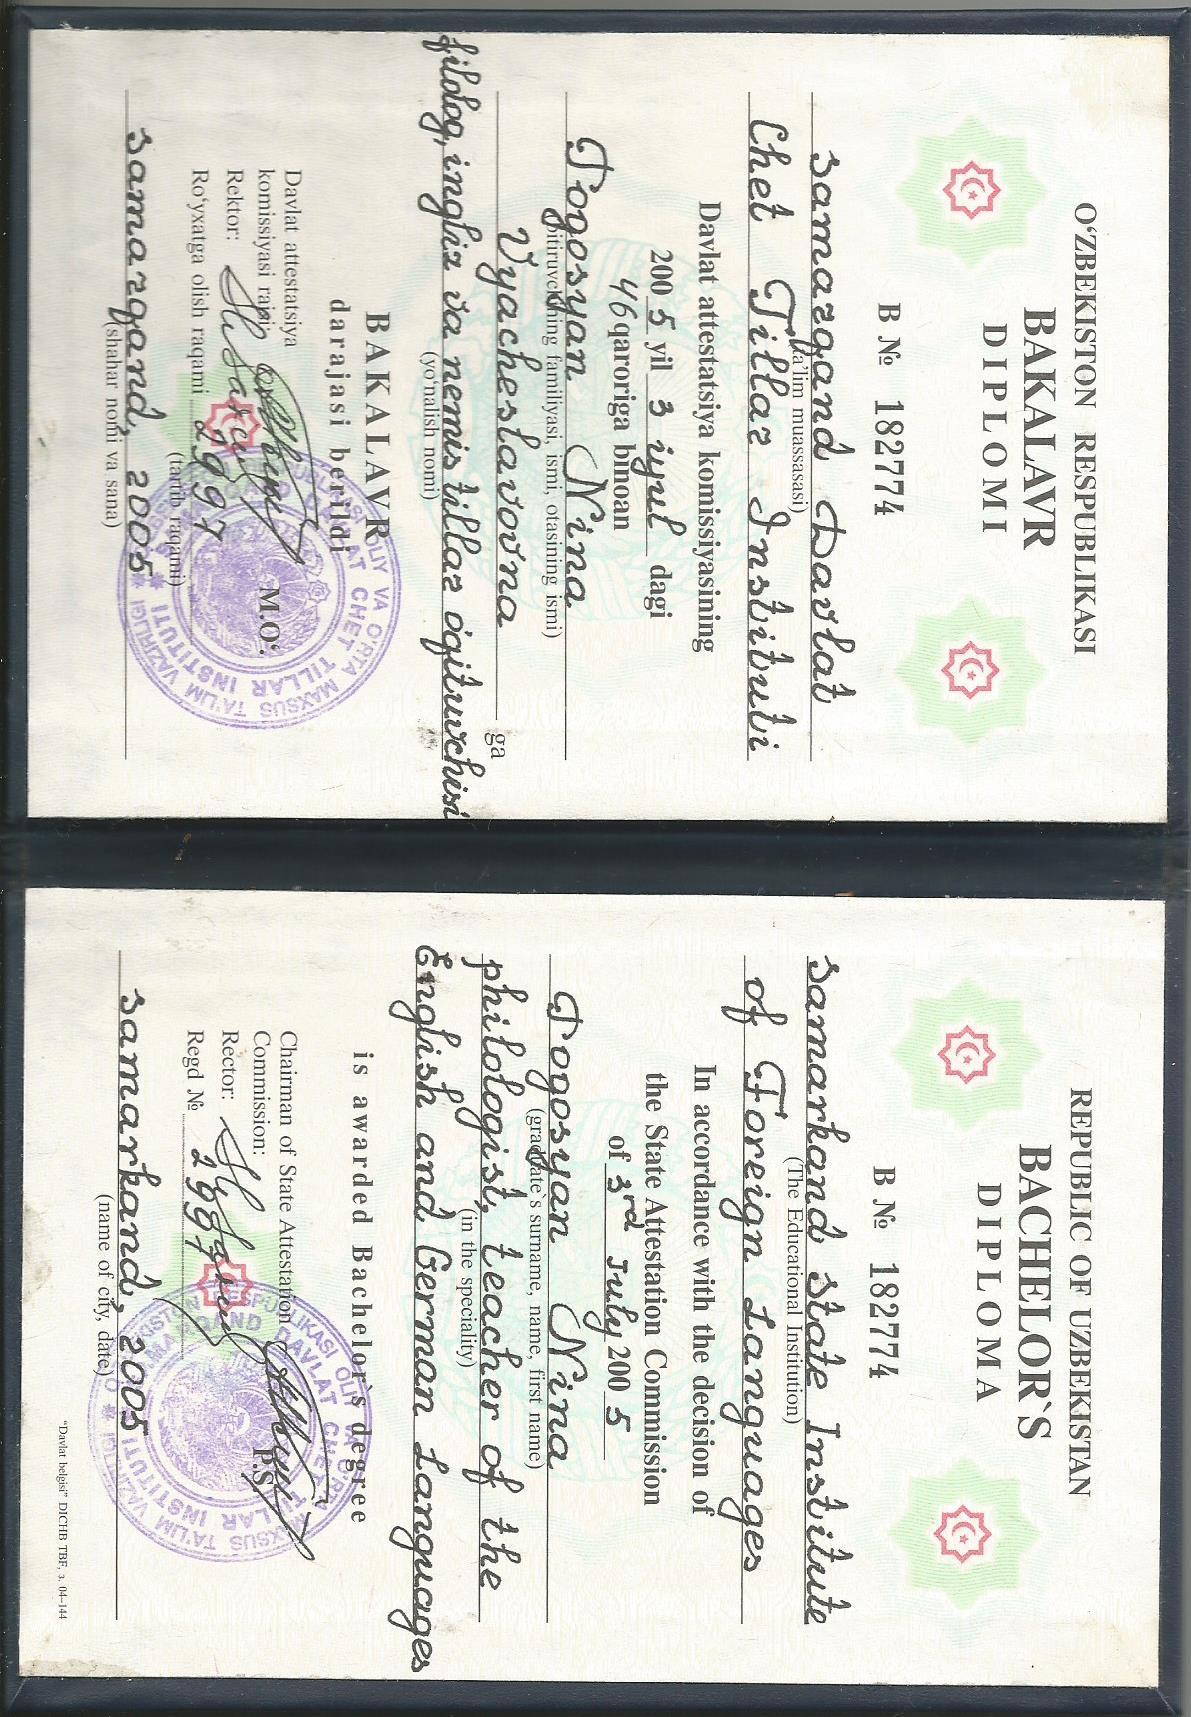 O‘ZBEKISTON RESPUBLIKASI
BAKALAVR
DIPLOMI
B № 182774
Samarqand Davlat
(ta’lim muassasasi)
Chet Tillar Instituti
Davlat attestatsiya komissiyasining
2005 yil 3 iyul dagi
46 qaroriga binoan
Togosyan Nina
(bitiruvchining familiyasi, ismi, otasining ismi)
Vyacheslavovna ga
filolog, ingliz va nemis tillar oqituvchisi
(yo‘nalish nomi)
BAKALAVR
darajasi berildi
Davlat attestatsiya
komissiyasi raisi
Rektor:
M.O‘.
Ro‘yxatga olish raqami 2997
(tartib raqami)
Samarqand, 2005
(shahar nomi va sana)
REPUBLIC OF UZBEKISTAN
BACHELOR`S
DIPLOMA
B № 182774
Samarkand State Institute
(The Educational Institution)
of Foreign Languages
In accordance with the decision of
the State Attestation Commission
of 3rd July 2005
Togosyan Nina
(graduate`s surname, name, first name)
philologist, teacher of the
(in the speciality)
English and German Languages
is awarded Bachelor`s degree
Chairman of State Attestation
Commission:
Rector:
P.S.
Regd № 2997
Samarkand, 2005
(name of city, date)
“Davlat belgisi” DICHB TBF, з. 04–144